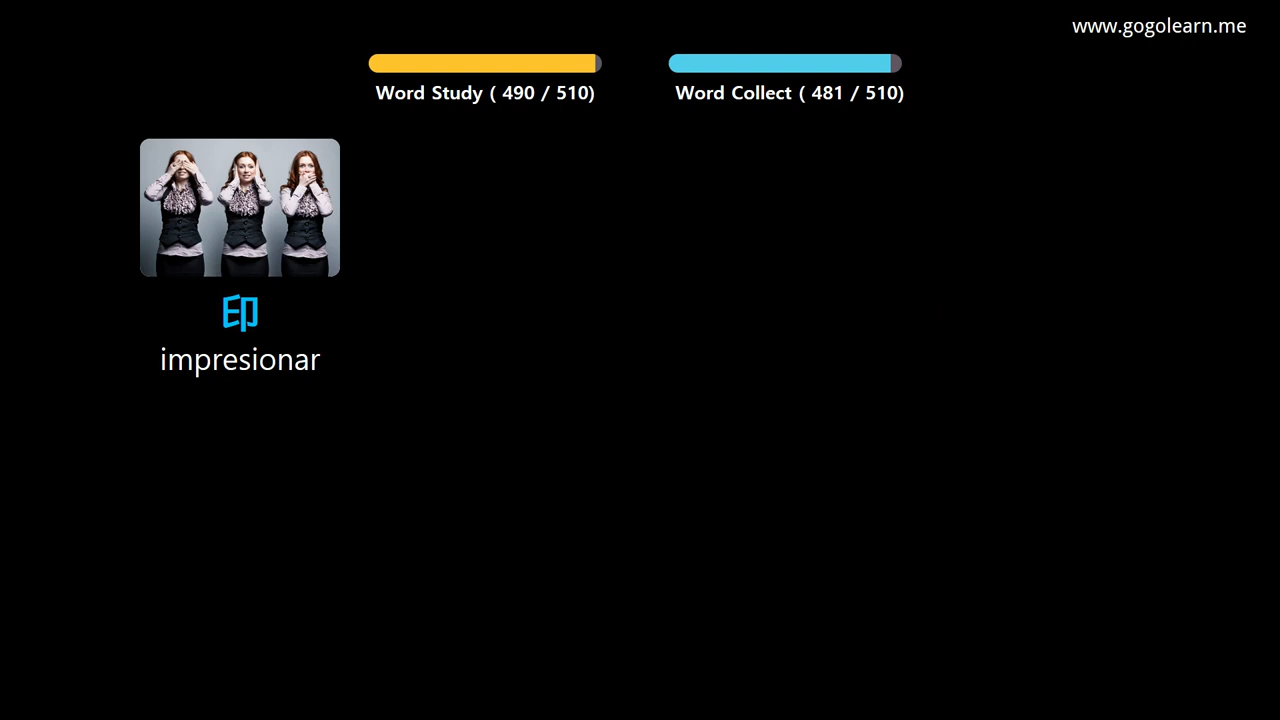 www.gogolearn.me
Word Study ( 490 / 510)
Word Collect ( 481 / 510)
印
impresionar